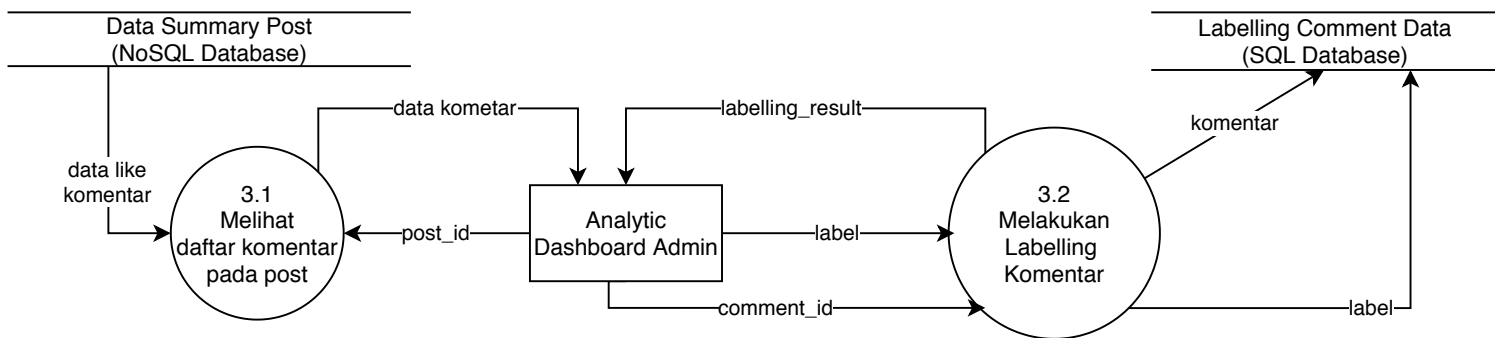 Data Summary Post
(NoSQL Database)
Labelling Comment Data
(SQL Database)
data kometar
labelling_result
komentar
data like
komentar
3.1
Melihat
daftar komentar
pada post
post_id
Analytic
Dashboard Admin
label
3.2
Melakukan
Labelling
Komentar
comment_id
label